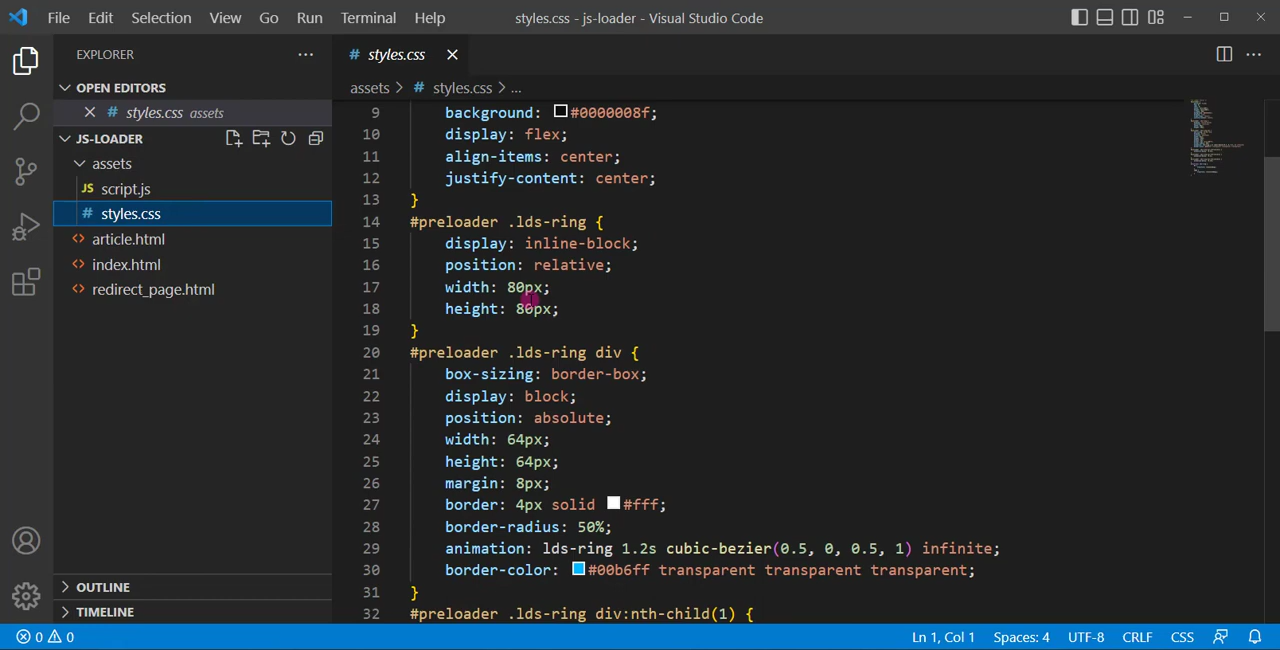 File Edit Selection View Go Run Terminal Help styles.css - js-loader - Visual Studio Code
EXPLORER
OPEN EDITORS
# styles.css assets
JS-LOADER
assets
JS script.js
# styles.css
<> article.html
<> index.html
<> redirect_page.html
OUTLINE
TIMELINE
# styles.css
assets > # styles.css > ...
9 background: #0000008f;
10 display: flex;
11 align-items: center;
12 justify-content: center;
13 }
14 #preloader .lds-ring {
15 display: inline-block;
16 position: relative;
17 width: 80px;
18 height: 80px;
19 }
20 #preloader .lds-ring div {
21 box-sizing: border-box;
22 display: block;
23 position: absolute;
24 width: 64px;
25 height: 64px;
26 margin: 8px;
27 border: 4px solid #fff;
28 border-radius: 50%;
29 animation: lds-ring 1.2s cubic-bezier(0.5, 0, 0.5, 1) infinite;
30 border-color: #00b6ff transparent transparent transparent;
31 }
32 #preloader .lds-ring div:nth-child(1) {
0 0 Ln 1, Col 1 Spaces: 4 UTF-8 CRLF CSS